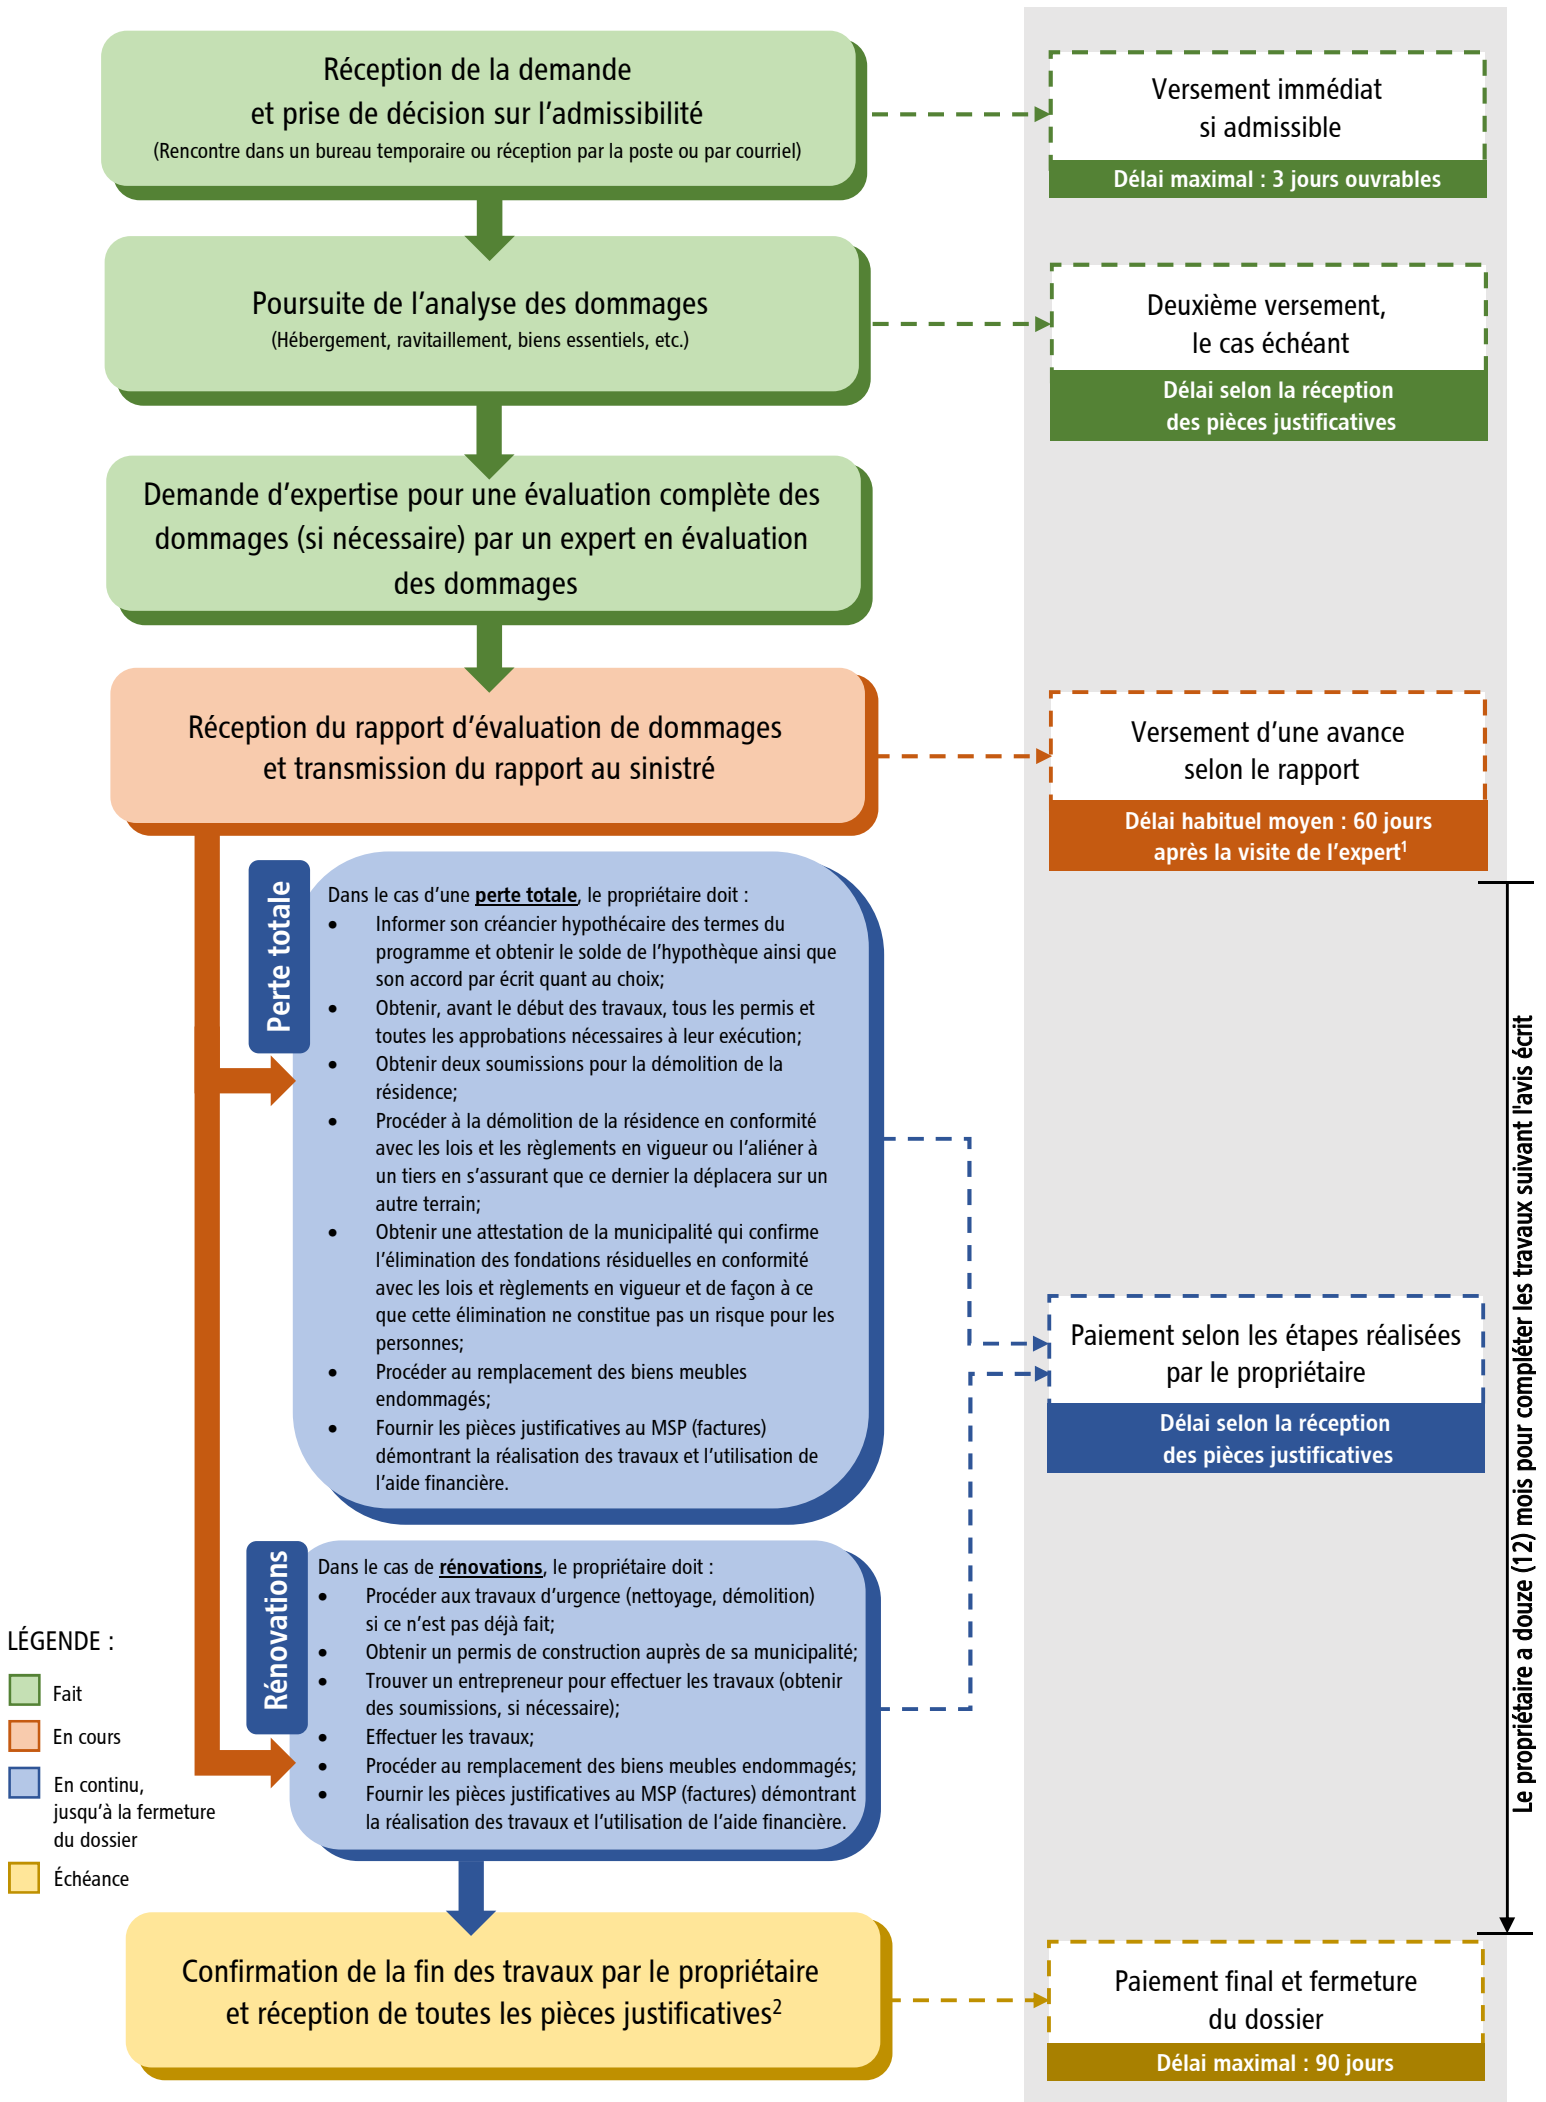 Réception de la demande
et prise de décision sur l’admissibilité
(Rencontre dans un bureau temporaire ou réception par la poste ou par courriel)
Versement immédiat
si admissible
Délai maximal : 3 jours ouvrables
Poursuite de l’analyse des dommages
(Hébergement, ravitaillement, biens essentiels, etc.)
Deuxième versement,
le cas échéant
Délai selon la réception
des pièces justificatives
Demande d’expertise pour une évaluation complète des
dommages (si nécessaire) par un expert en évaluation
des dommages
Réception du rapport d’évaluation de dommages
et transmission du rapport au sinistré
Versement d’une avance
selon le rapport
Délai habituel moyen : 60 jours
après la visite de l’expert¹
Perte totale
Dans le cas d’une perte totale, le propriétaire doit :
• Informer son créancier hypothécaire des termes du
programme et obtenir le solde de l’hypothèque ainsi que
son accord par écrit quant au choix;
• Obtenir, avant le début des travaux, tous les permis et
toutes les approbations nécessaires à leur exécution;
• Obtenir deux soumissions pour la démolition de la
résidence;
• Procéder à la démolition de la résidence en conformité
avec les lois et les règlements en vigueur ou l’aliéner à
un tiers en s’assurant que ce dernier la déplacera sur un
autre terrain;
• Obtenir une attestation de la municipalité qui confirme
l’élimination des fondations résiduelles en conformité
avec les lois et règlements en vigueur et de façon à ce
que cette élimination ne constitue pas un risque pour les
personnes;
• Procéder au remplacement des biens meubles
endommagés;
• Fournir les pièces justificatives au MSP (factures)
démontrant la réalisation des travaux et l’utilisation de
l’aide financière.
Paiement selon les étapes réalisées
par le propriétaire
Délai selon la réception
des pièces justificatives
Le propriétaire a douze (12) mois pour compléter les travaux suivant l'avis écrit
Rénovations
Dans le cas de rénovations, le propriétaire doit :
• Procéder aux travaux d’urgence (nettoyage, démolition)
si ce n’est pas déjà fait;
• Obtenir un permis de construction auprès de sa municipalité;
• Trouver un entrepreneur pour effectuer les travaux (obtenir
des soumissions, si nécessaire);
• Effectuer les travaux;
• Procéder au remplacement des biens meubles endommagés;
• Fournir les pièces justificatives au MSP (factures) démontrant
la réalisation des travaux et l’utilisation de l’aide financière.
LÉGENDE :
Fait
En cours
En continu,
jusqu’à la fermeture
du dossier
Échéance
Confirmation de la fin des travaux par le propriétaire
et réception de toutes les pièces justificatives²
Paiement final et fermeture
du dossier
Délai maximal : 90 jours